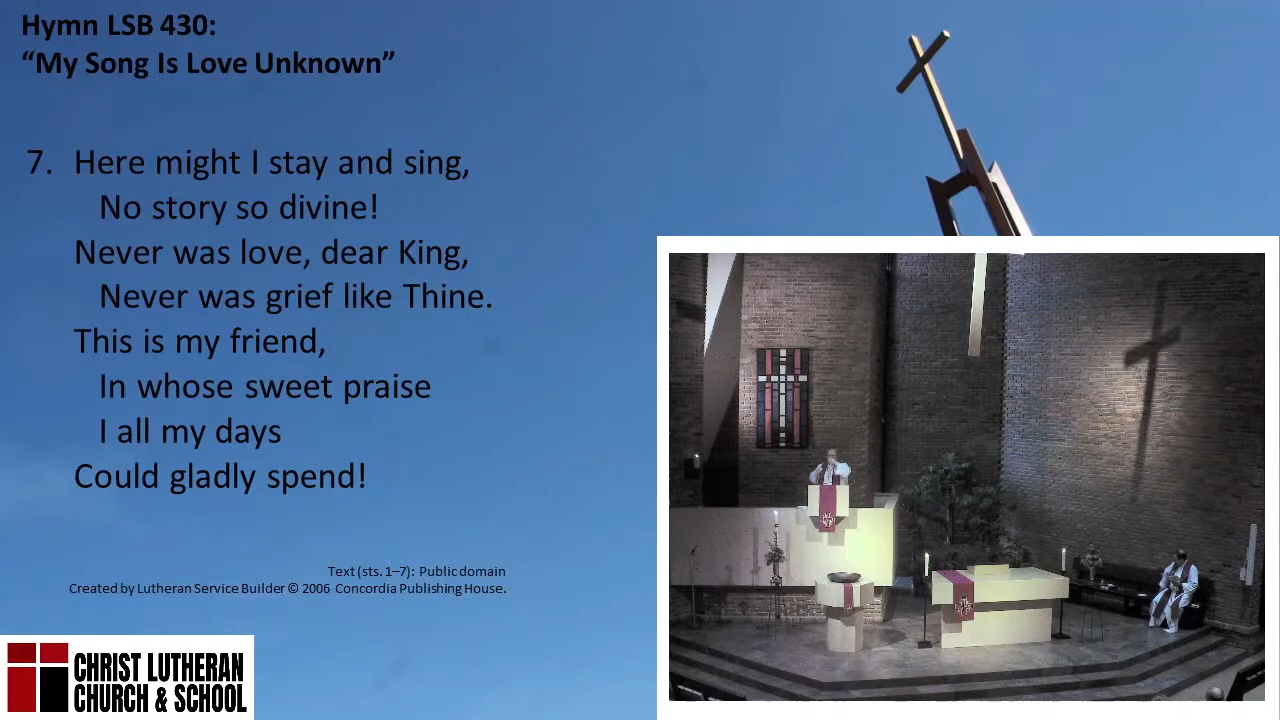 Hymn LSB 430:
“My Song Is Love Unknown”
7. Here might I stay and sing,
No story so divine!
Never was love, dear King,
Never was grief like Thine.
This is my friend,
In whose sweet praise
I all my days
Could gladly spend!
Text (sts. 1–7): Public domain
Created by Lutheran Service Builder © 2006 Concordia Publishing House.
CHRIST LUTHERAN
CHURCH & SCHOOL